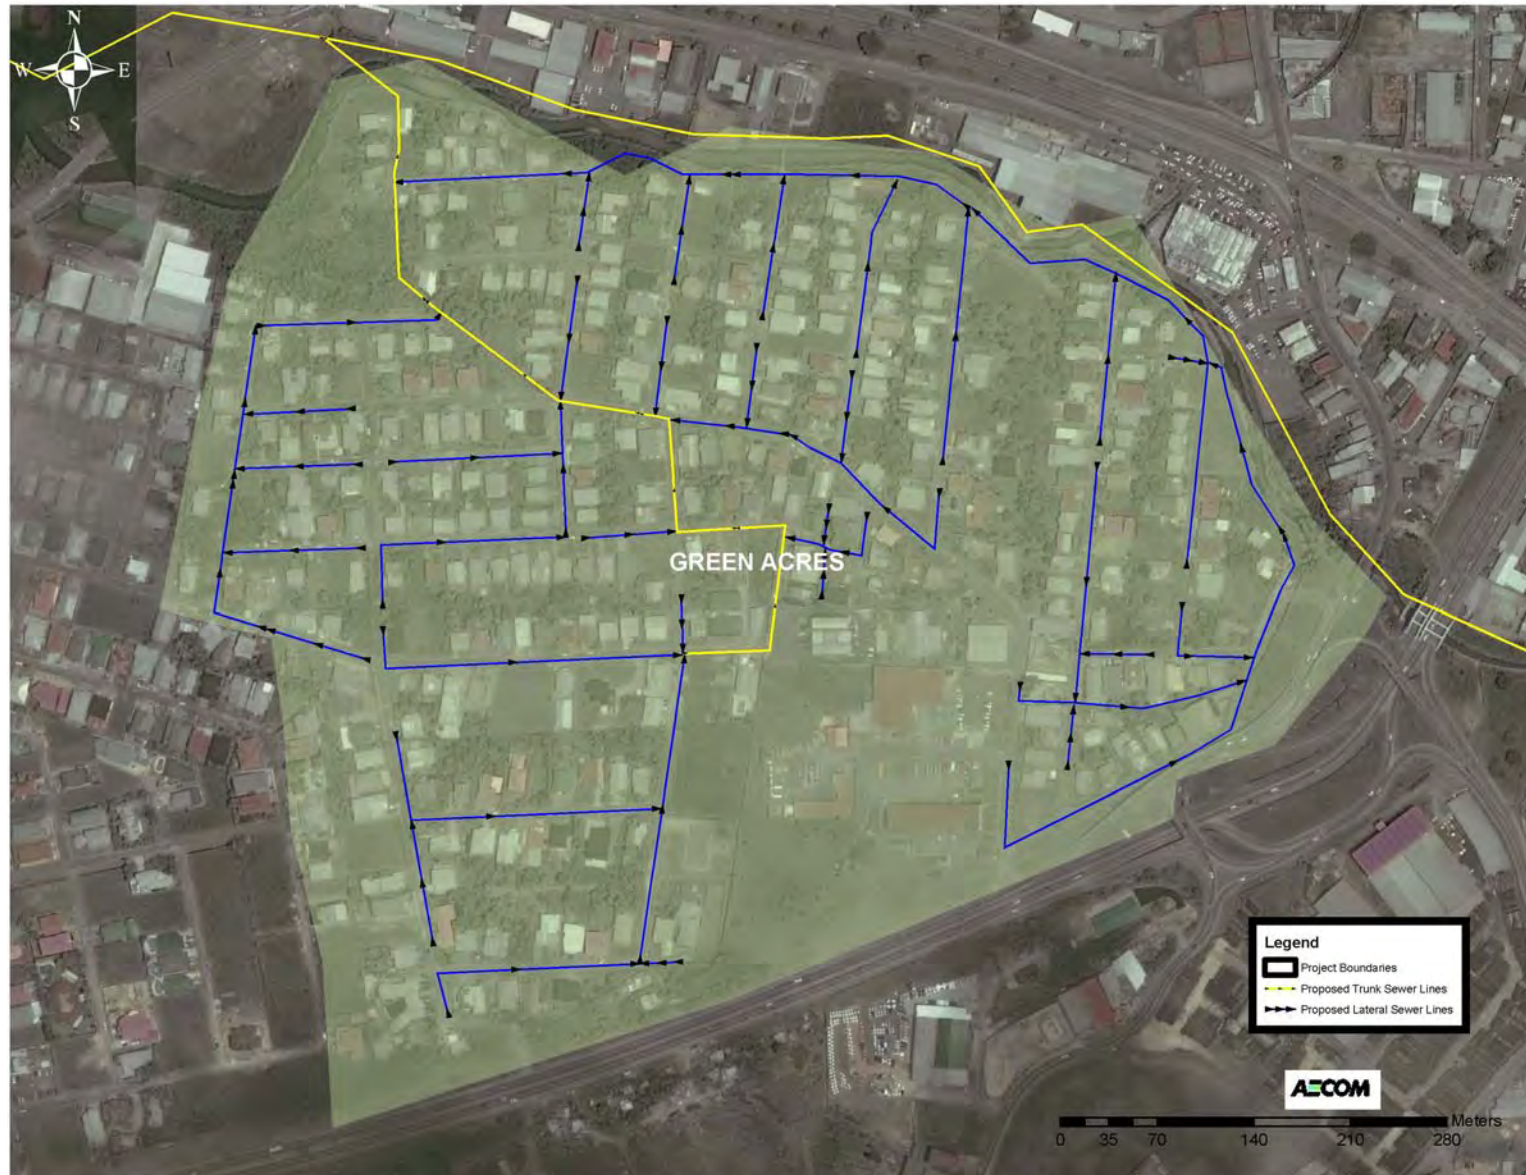 N
W E
S
GREEN ACRES
Legend
Project Boundaries
Proposed Trunk Sewer Lines
Proposed Lateral Sewer Lines
AECOM
Meters
0 35 70 140 210 280